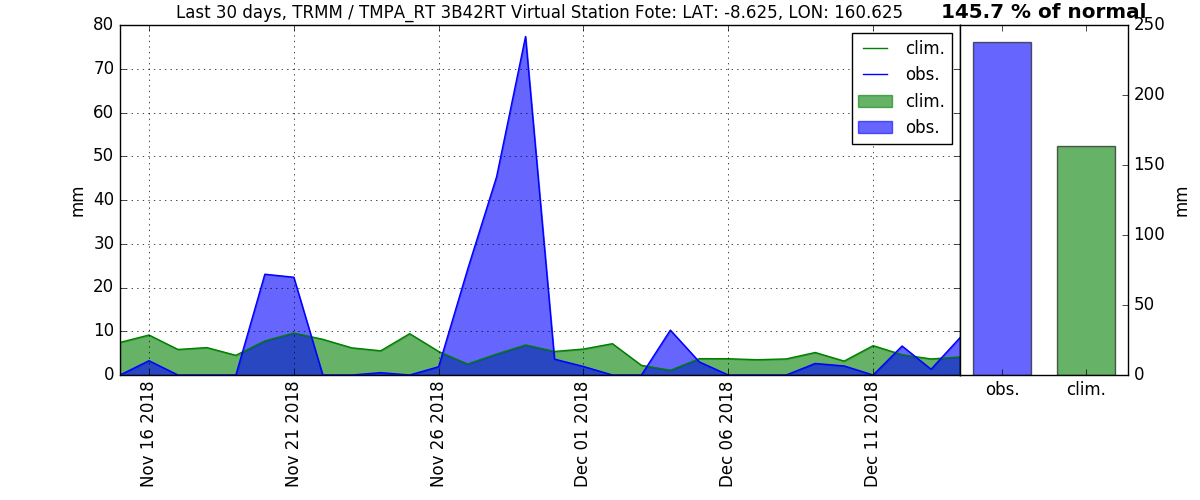 Last 30 days, TRMM / TMPA_RT 3B42RT Virtual Station Fote: LAT: -8.625, LON: 160.625
145.7 % of normal
80
70
60
50
40
30
20
10
0
mm
clim.
obs.
clim.
obs.
Nov 16 2018
Nov 21 2018
Nov 26 2018
Dec 01 2018
Dec 06 2018
Dec 11 2018
250
200
150
100
50
0
mm
obs.
clim.